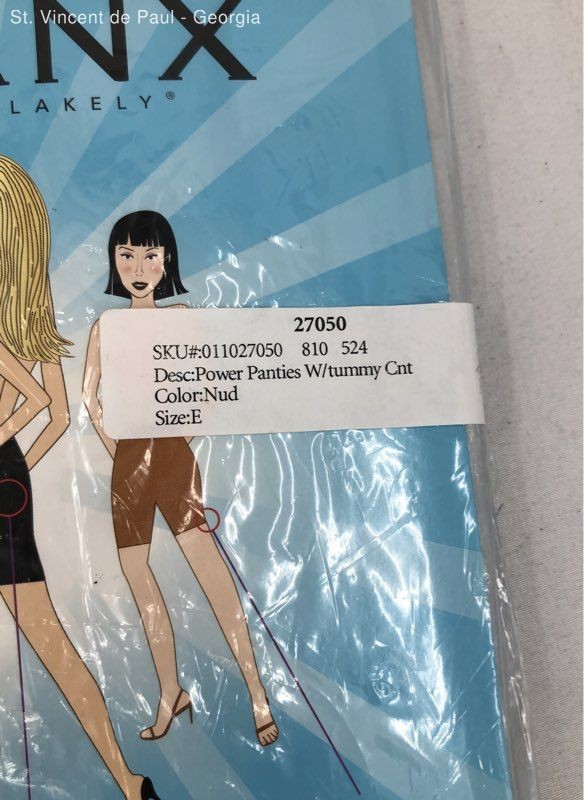 St. Vincent de Paul - Georgia
ANX
LAKELY®
27050
SKU#:011027050 810 524
Desc:Power Panties W/tummy Cnt
Color:Nud
Size:E